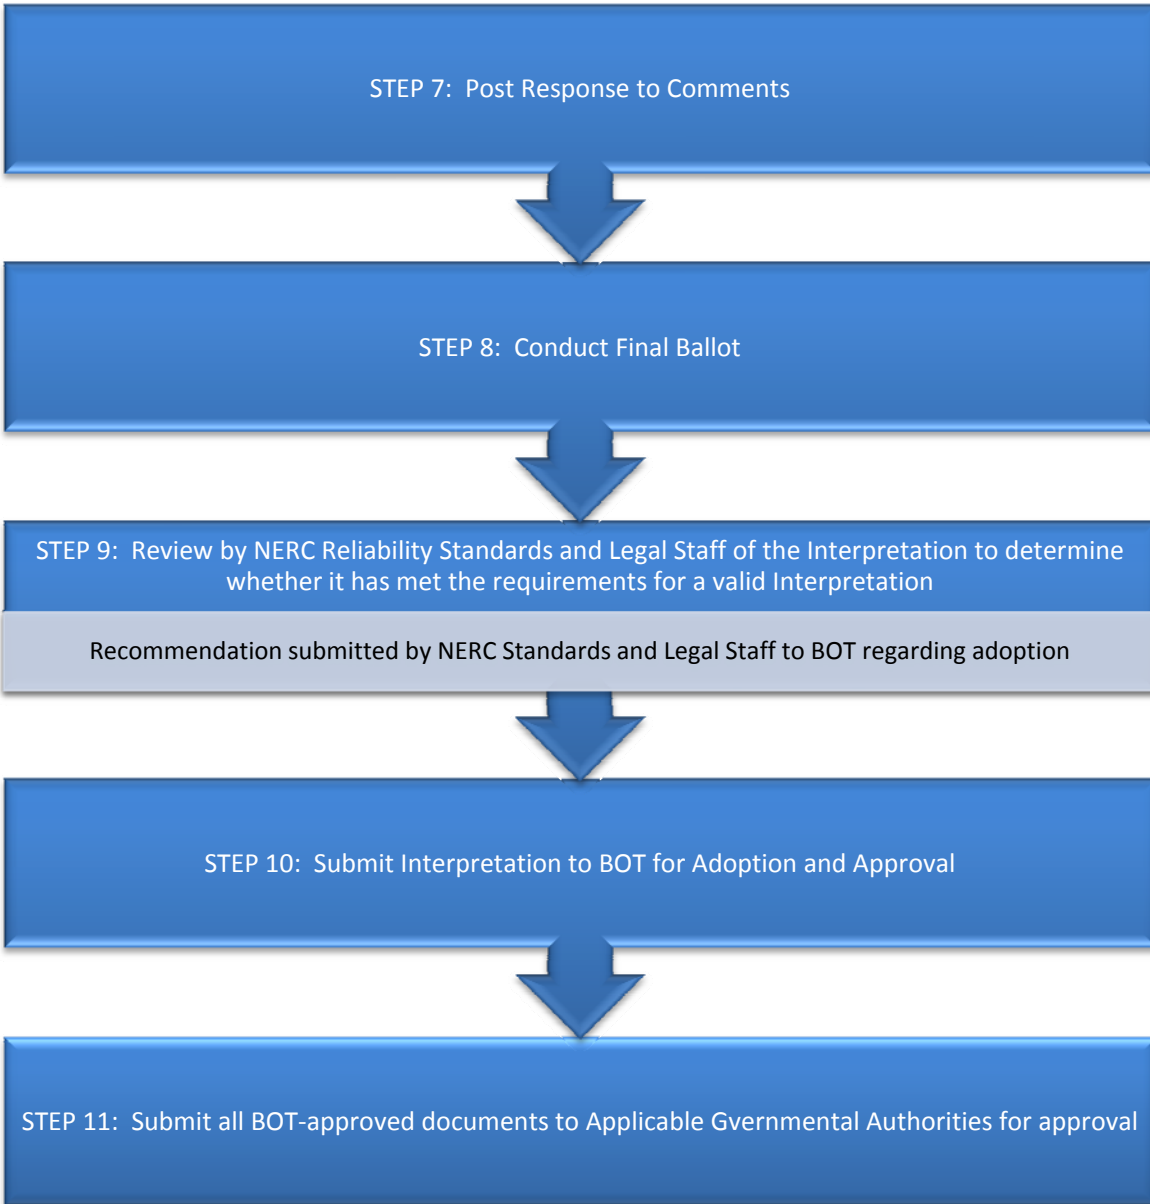 STEP 7: Post Response to Comments
STEP 8: Conduct Final Ballot
STEP 9: Review by NERC Reliability Standards and Legal Staff of the Interpretation to determine
whether it has met the requirements for a valid Interpretation
Recommendation submitted by NERC Standards and Legal Staff to BOT regarding adoption
STEP 10: Submit Interpretation to BOT for Adoption and Approval
STEP 11: Submit all BOT-approved documents to Applicable Gvernmental Authorities for approval